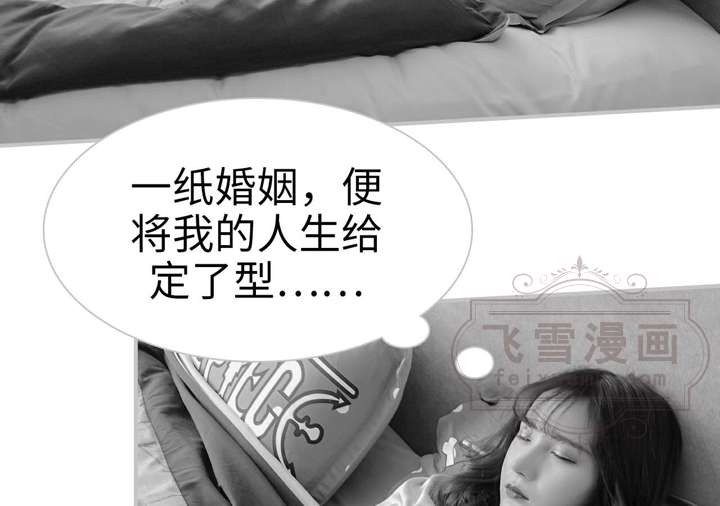 一纸婚姻，便
将我的人生给
定了型……
飞雪漫画